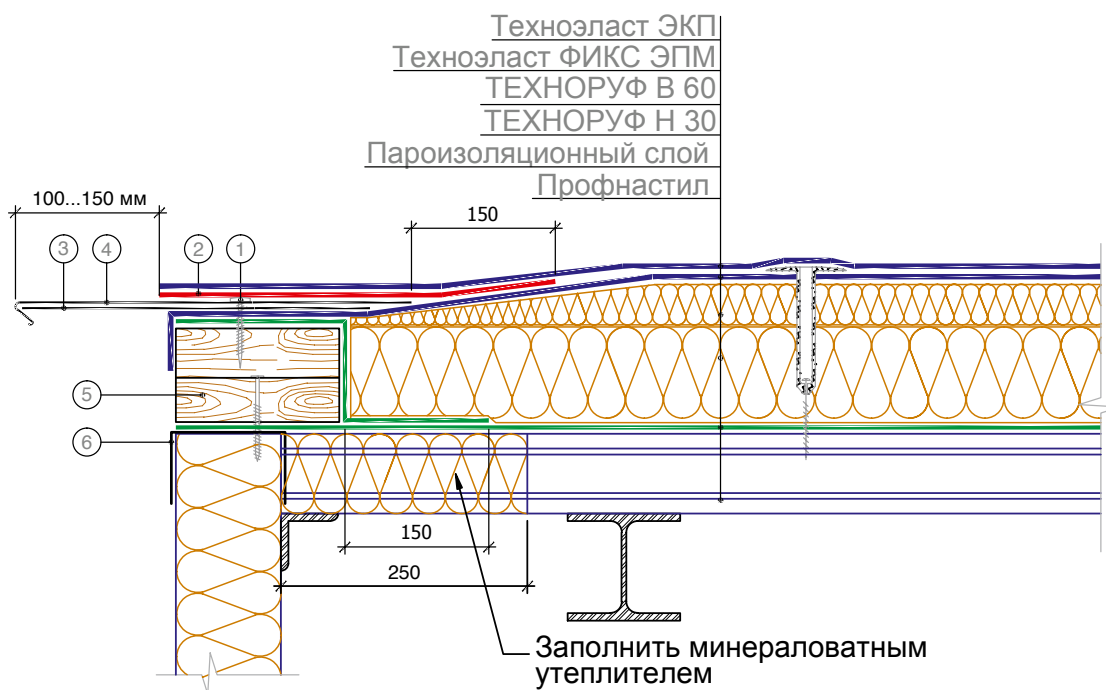 Техноэласт ЭКП
Техноэласт ФИКС ЭПМ
ТЕХНОРУФ В 60
ТЕХНОРУФ Н 30
Пароизоляционный слой
Профнастил
100...150 мм
150
3
4
2
1
5
6
150
250
Заполнить минераловатным
утеплителем